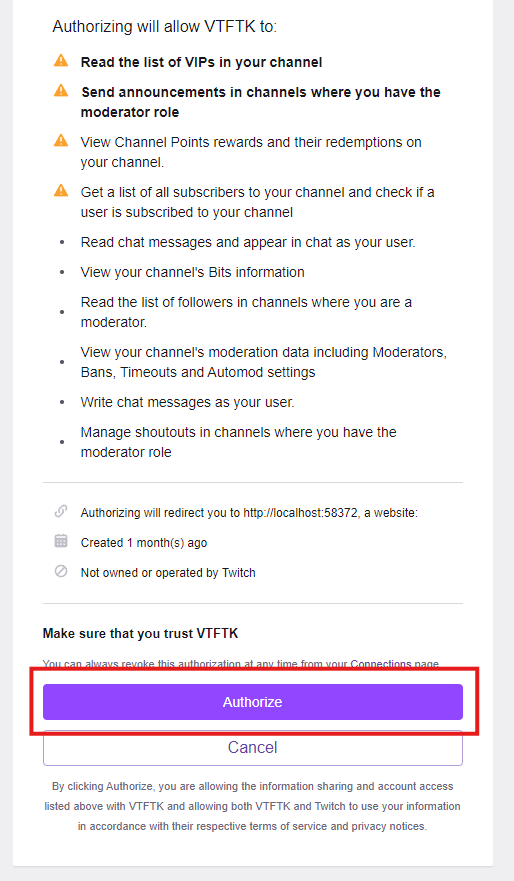 Authorizing will allow VTFTK to:
Read the list of VIPs in your channel
Send announcements in channels where you have the
moderator role
View Channel Points rewards and their redemptions on
your channel.
Get a list of all subscribers to your channel and check if a
user is subscribed to your channel
Read chat messages and appear in chat as your user.
View your channel's Bits information
Read the list of followers in channels where you are a
moderator.
View your channel's moderation data including Moderators,
Bans, Timeouts and Automod settings
Write chat messages as your user.
Manage shoutouts in channels where you have the
moderator role
Authorizing will redirect you to http://localhost:58372, a website:
Created 1 month(s) ago
Not owned or operated by Twitch
Make sure that you trust VTFTK
You can always revoke this authorization at any time from your Connections page
Authorize
Cancel
By clicking Authorize, you are allowing the information sharing and account access
listed above with VTFTK and allowing both VTFTK and Twitch to use your information
in accordance with their respective terms of service and privacy notices.